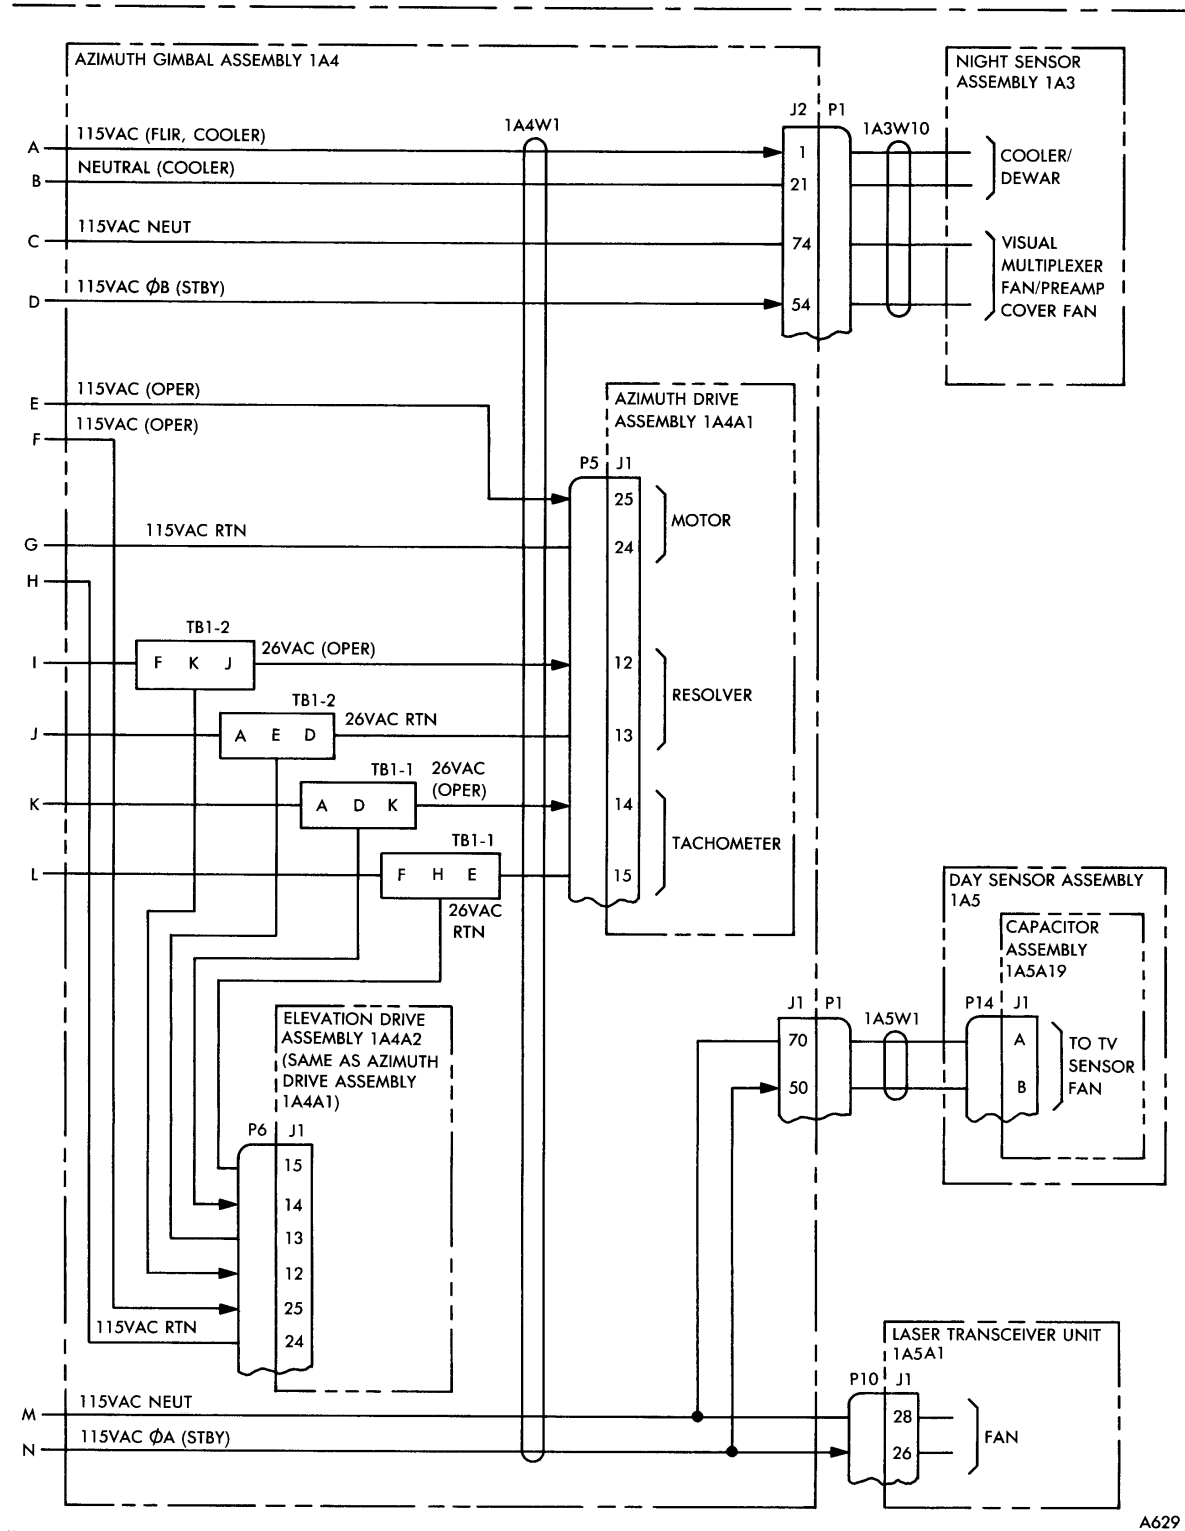 AZIMUTH GIMBAL ASSEMBLY 1A4
NIGHT SENSOR
ASSEMBLY 1A3
J2 P1
1A4W1
1A3W10
A
115VAC (FLIR, COOLER)
1
COOLER/
DEWAR
B
NEUTRAL (COOLER)
21
C
115VAC NEUT
74
VISUAL
MULTIPLEXER
FAN/PREAMP
COVER FAN
D
115VAC ØB (STBY)
54
E
115VAC (OPER)
F
115VAC (OPER)
AZIMUTH DRIVE
ASSEMBLY 1A4A1
P5 J1
25
MOTOR
G
115VAC RTN
24
H
TB1-2
I
F K J
26VAC (OPER)
12
RESOLVER
TB1-2
J
A E D
26VAC RTN
13
TB1-1
K
A D K
26VAC
(OPER)
14
TACHOMETER
TB1-1
L
F H E
15
26VAC
RTN
DAY SENSOR ASSEMBLY
1A5
CAPACITOR
ASSEMBLY
1A5A19
J1 P1
1A5W1
P14 J1
70
A
TO TV
SENSOR
FAN
50
B
ELEVATION DRIVE
ASSEMBLY 1A4A2
(SAME AS AZIMUTH
DRIVE ASSEMBLY
1A4A1)
P6 J1
15
14
13
12
25
115VAC RTN
24
LASER TRANSCEIVER UNIT
1A5A1
P10 J1
M
115VAC NEUT
28
FAN
N
115VAC ØA (STBY)
26
A629